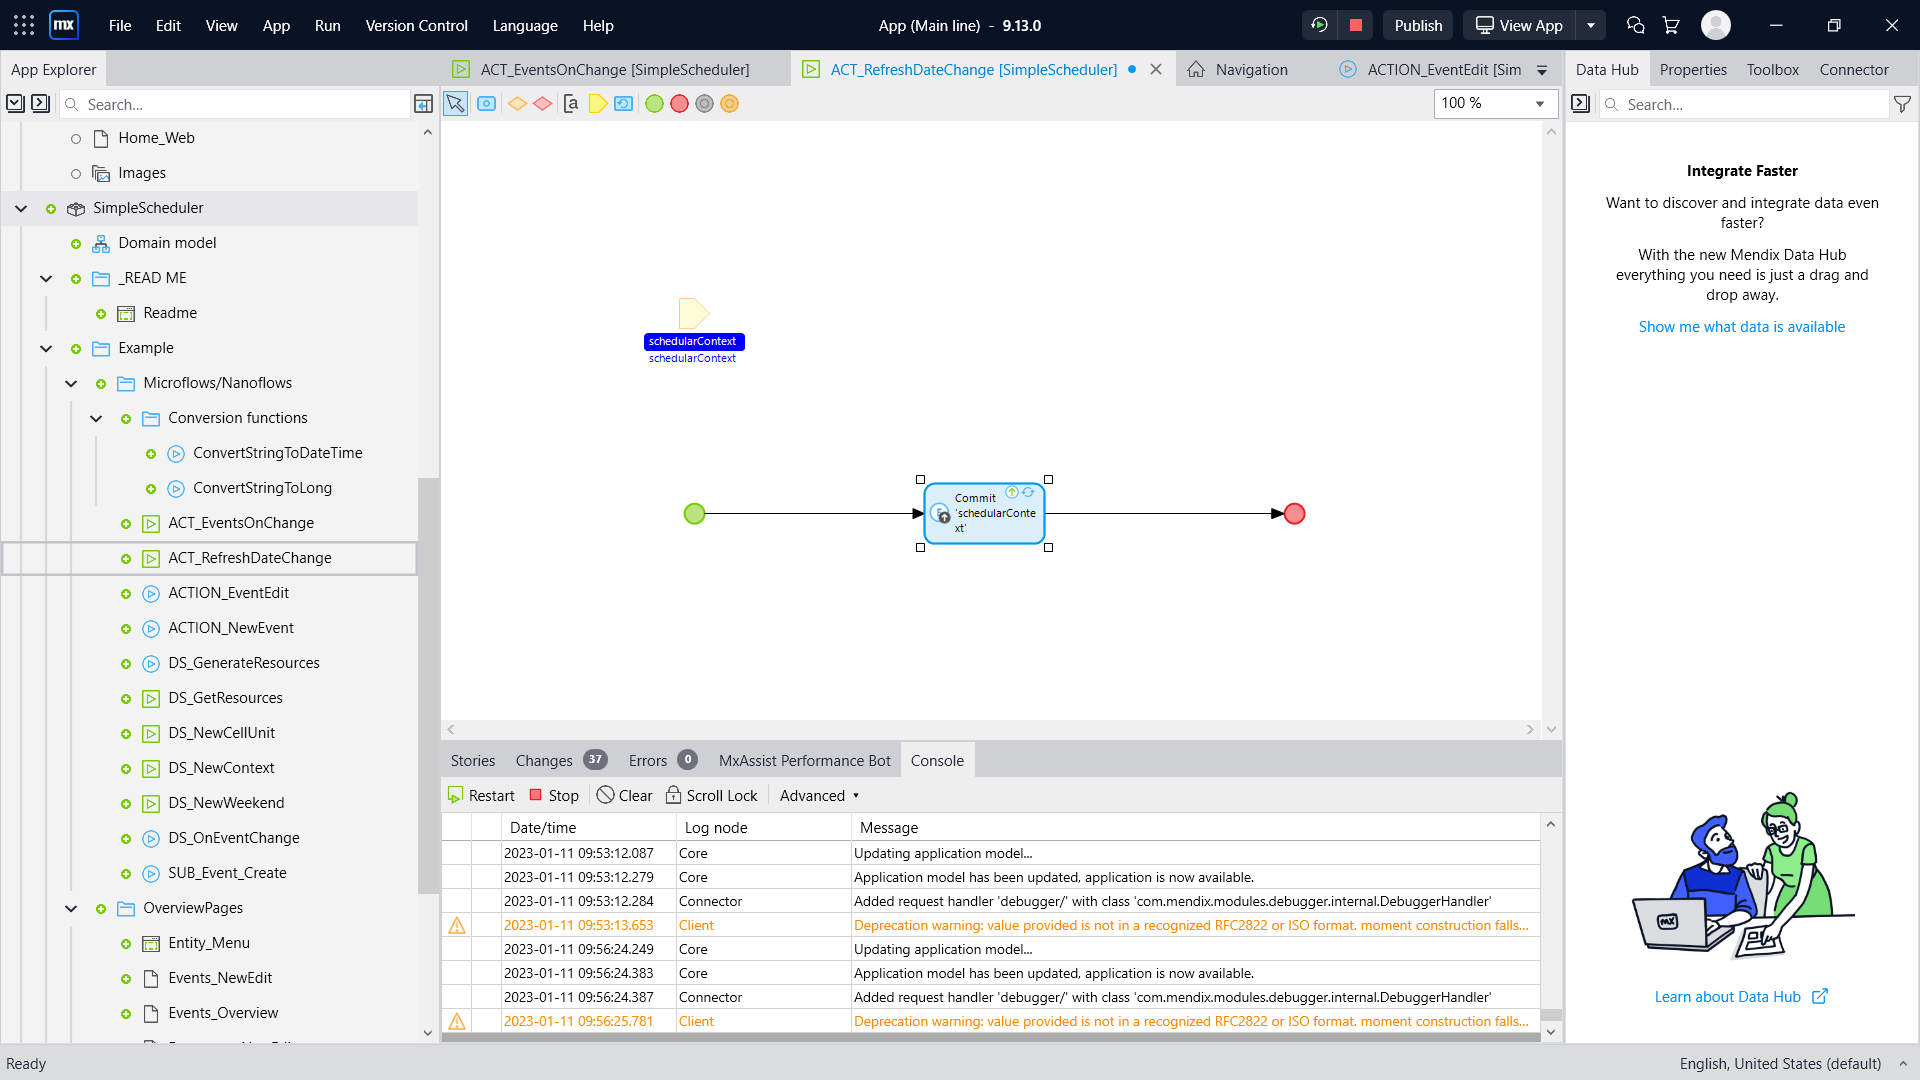 mx File Edit View App Run Version Control Language Help App (Main line) - 9.13.0 Publish View App
App Explorer ACT_EventsOnChange [SimpleScheduler] ACT_RefreshDateChange [SimpleScheduler] Navigation ACTION_EventEdit [Sim Data Hub Properties Toolbox Connector
Search... 100 % Search...
Home_Web
Images
SimpleScheduler
Domain model
_READ ME
Readme
Example
Microflows/Nanoflows
Conversion functions
ConvertStringToDateTime
ConvertStringToLong
ACT_EventsOnChange
ACT_RefreshDateChange
ACTION_EventEdit
ACTION_NewEvent
DS_GenerateResources
DS_GetResources
DS_NewCellUnit
DS_NewContext
DS_NewWeekend
DS_OnEventChange
SUB_Event_Create
OverviewPages
Entity_Menu
Events_NewEdit
Events_Overview
schedularContext
schedularContext
Commit
'schedularConte
xt'
Integrate Faster
Want to discover and integrate data even
faster?
With the new Mendix Data Hub
everything you need is just a drag and
drop away.
Show me what data is available
mx
Learn about Data Hub
Stories Changes 37 Errors 0 MxAssist Performance Bot Console
Restart Stop Clear Scroll Lock Advanced
Date/time Log node Message
2023-01-11 09:53:12.087 Core Updating application model...
2023-01-11 09:53:12.279 Core Application model has been updated, application is now available.
2023-01-11 09:53:12.284 Connector Added request handler 'debugger/' with class 'com.mendix.modules.debugger.internal.DebuggerHandler'
2023-01-11 09:53:13.653 Client Deprecation warning: value provided is not in a recognized RFC2822 or ISO format. moment construction falls...
2023-01-11 09:56:24.249 Core Updating application model...
2023-01-11 09:56:24.383 Core Application model has been updated, application is now available.
2023-01-11 09:56:24.387 Connector Added request handler 'debugger/' with class 'com.mendix.modules.debugger.internal.DebuggerHandler'
2023-01-11 09:56:25.781 Client Deprecation warning: value provided is not in a recognized RFC2822 or ISO format. moment construction falls...
Ready English, United States (default)